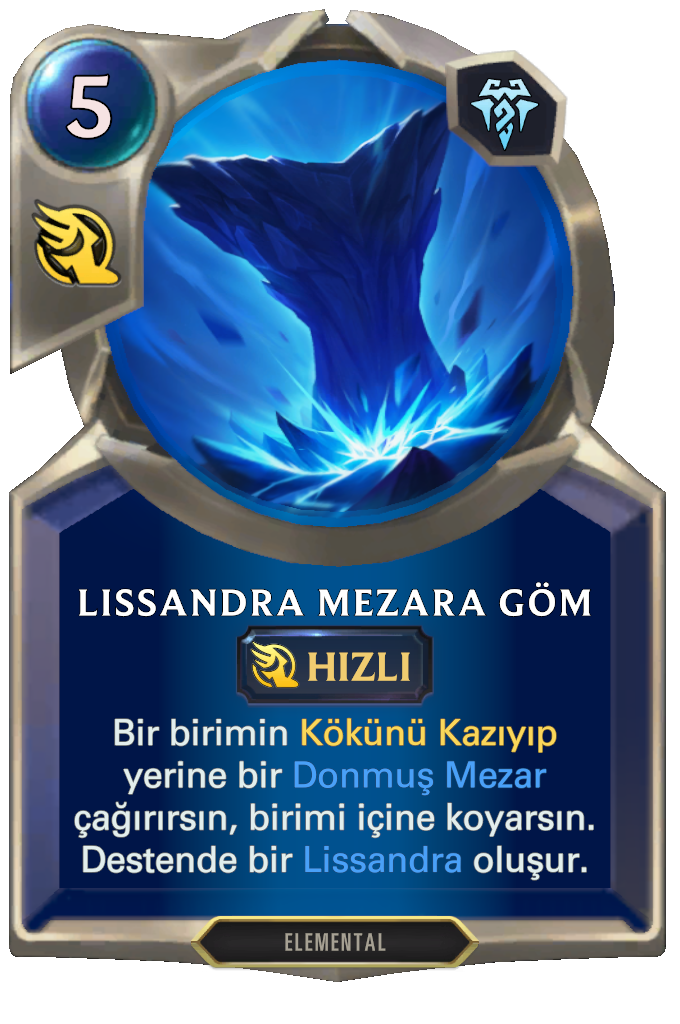 5
LISSANDRA MEZARA GÖM
HIZLI
Bir birimin Kökünü Kazıyıp
yerine bir Donmuş Mezar
çağırırsın, birimi içine koyarsın.
Destende bir Lissandra oluşur.
ELEMENTAL